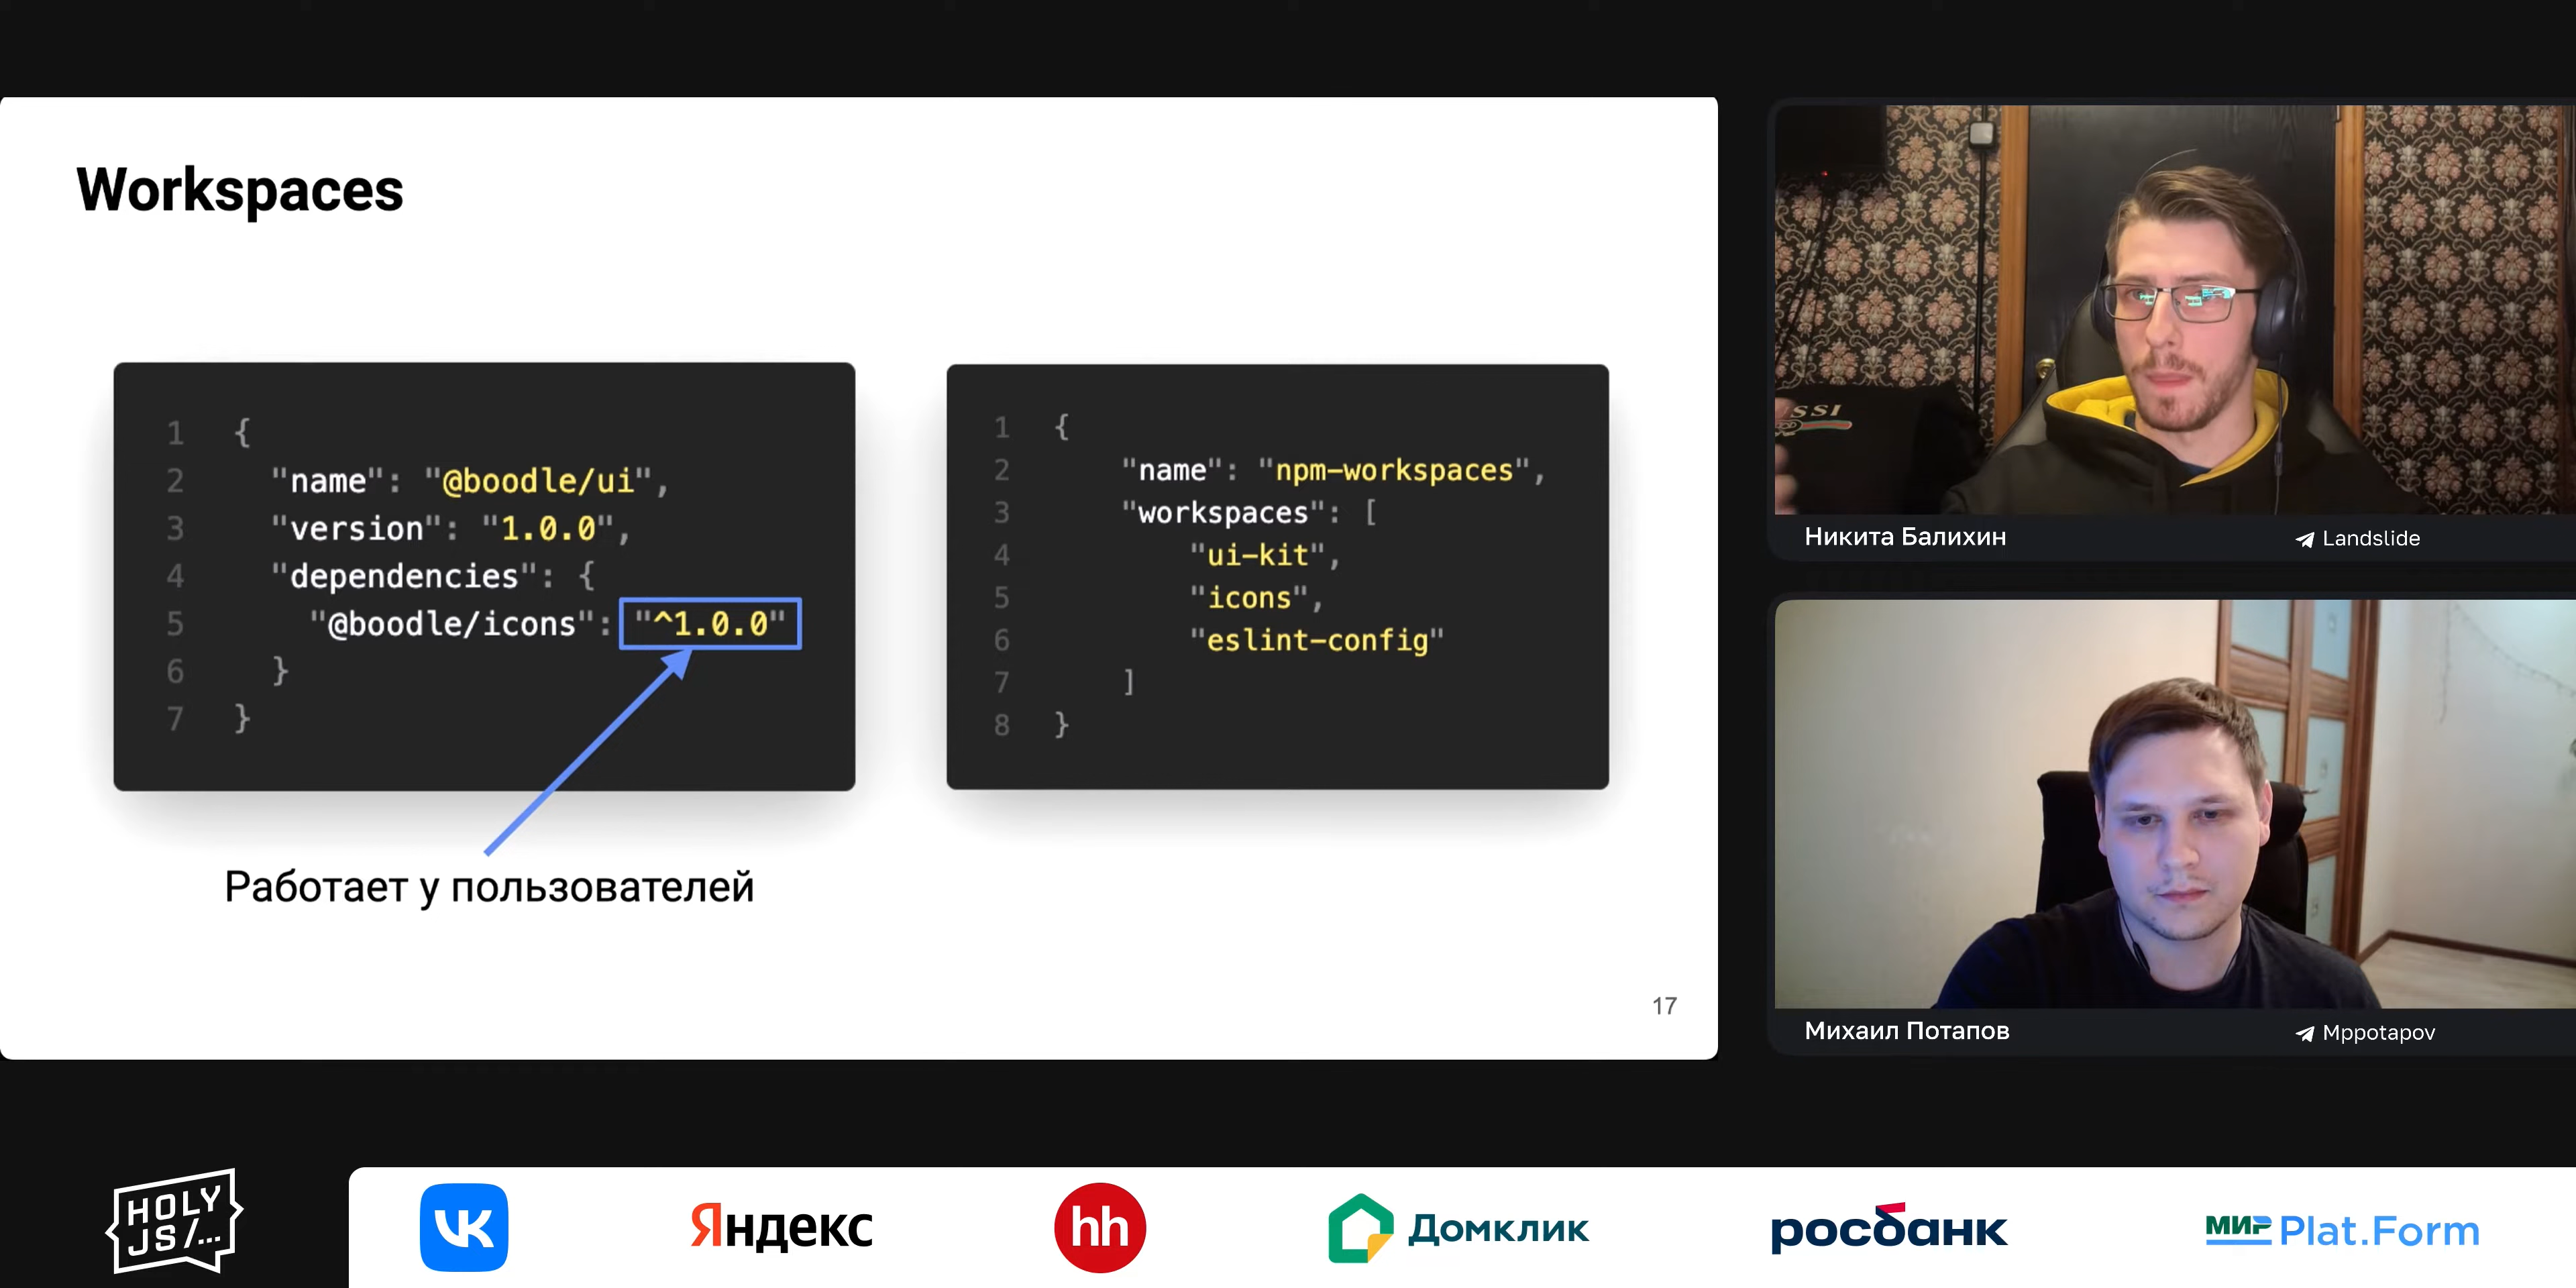 Workspaces
1 {
2 "name": "@boodle/ui",
3 "version": "1.0.0",
4 "dependencies": {
5 "@boodle/icons": "^1.0.0"
6 }
7 }
Работает у пользователей
1 {
2 "name": "npm-workspaces",
3 "workspaces": [
4 "ui-kit",
5 "icons",
6 "eslint-config"
7 ]
8 }
17
SSI
Никита Балихин
Landslide
Михаил Потапов
Mppotapov
HOLY
JS/...
VK
Яндекс
hh
Домклик
росбанк
МИР Plat.Form